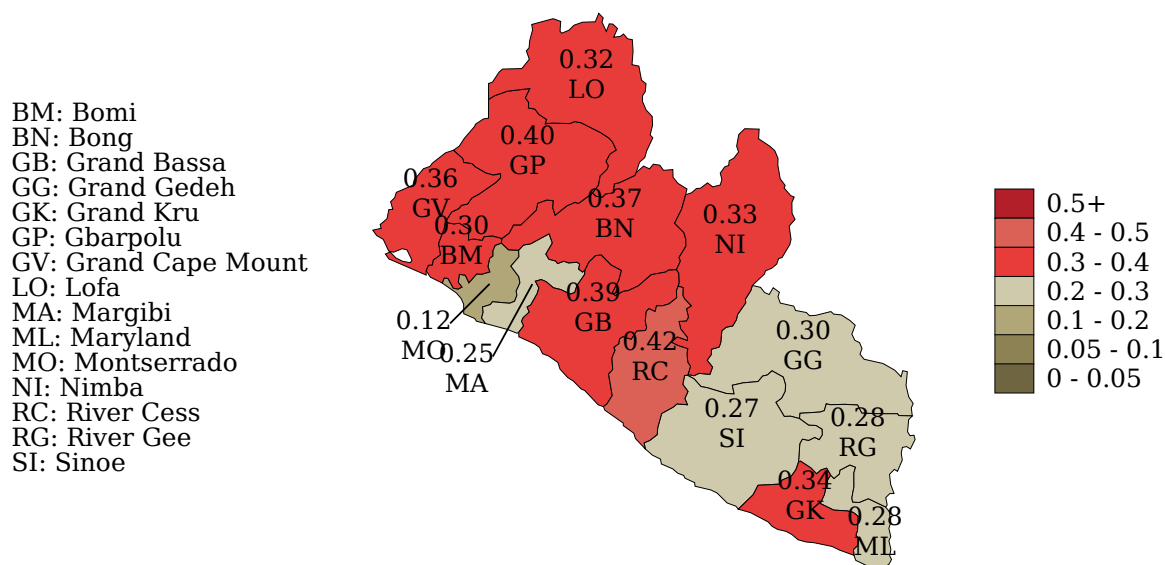 BM: Bomi
BN: Bong
GB: Grand Bassa
GG: Grand Gedeh
GK: Grand Kru
GP: Gbarpolu
GV: Grand Cape Mount
LO: Lofa
MA: Margibi
ML: Maryland
MO: Montserrado
NI: Nimba
RC: River Cess
RG: River Gee
SI: Sinoe
0.32
LO
0.40
GP
0.36
GV
0.37
BN
0.33
NI
0.30
BM
0.39
GB
0.12
MO
0.25
MA
0.42
RC
0.30
GG
0.27
SI
0.28
RG
0.34
GK
0.28
ML
0.5+
0.4 - 0.5
0.3 - 0.4
0.2 - 0.3
0.1 - 0.2
0.05 - 0.1
0 - 0.05